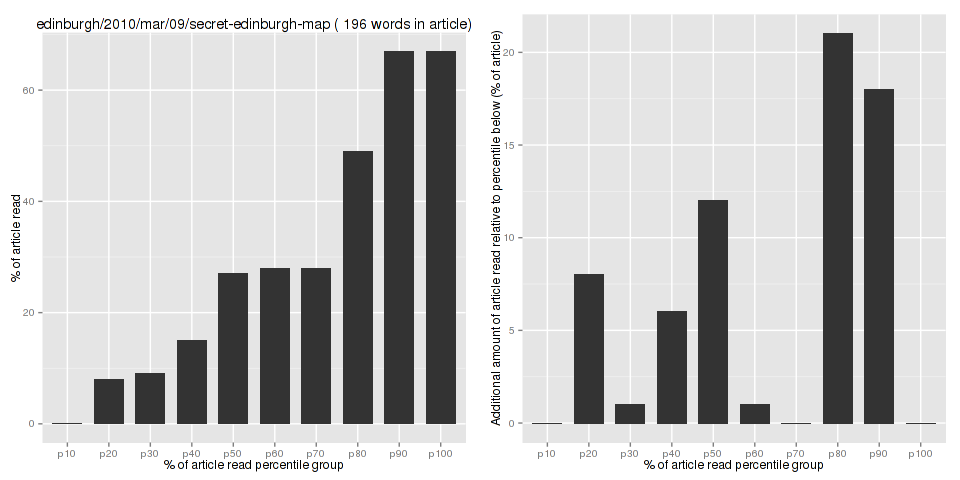 edinburgh/2010/mar/09/secret-edinburgh-map ( 196 words in article)
% of article read
60
40
20
0
p10 p20 p30 p40 p50 p60 p70 p80 p90 p100
% of article read percentile group
Additional amount of article read relative to percentile below (% of article)
20
15
10
5
0
p10 p20 p30 p40 p50 p60 p70 p80 p90 p100
% of article read percentile group